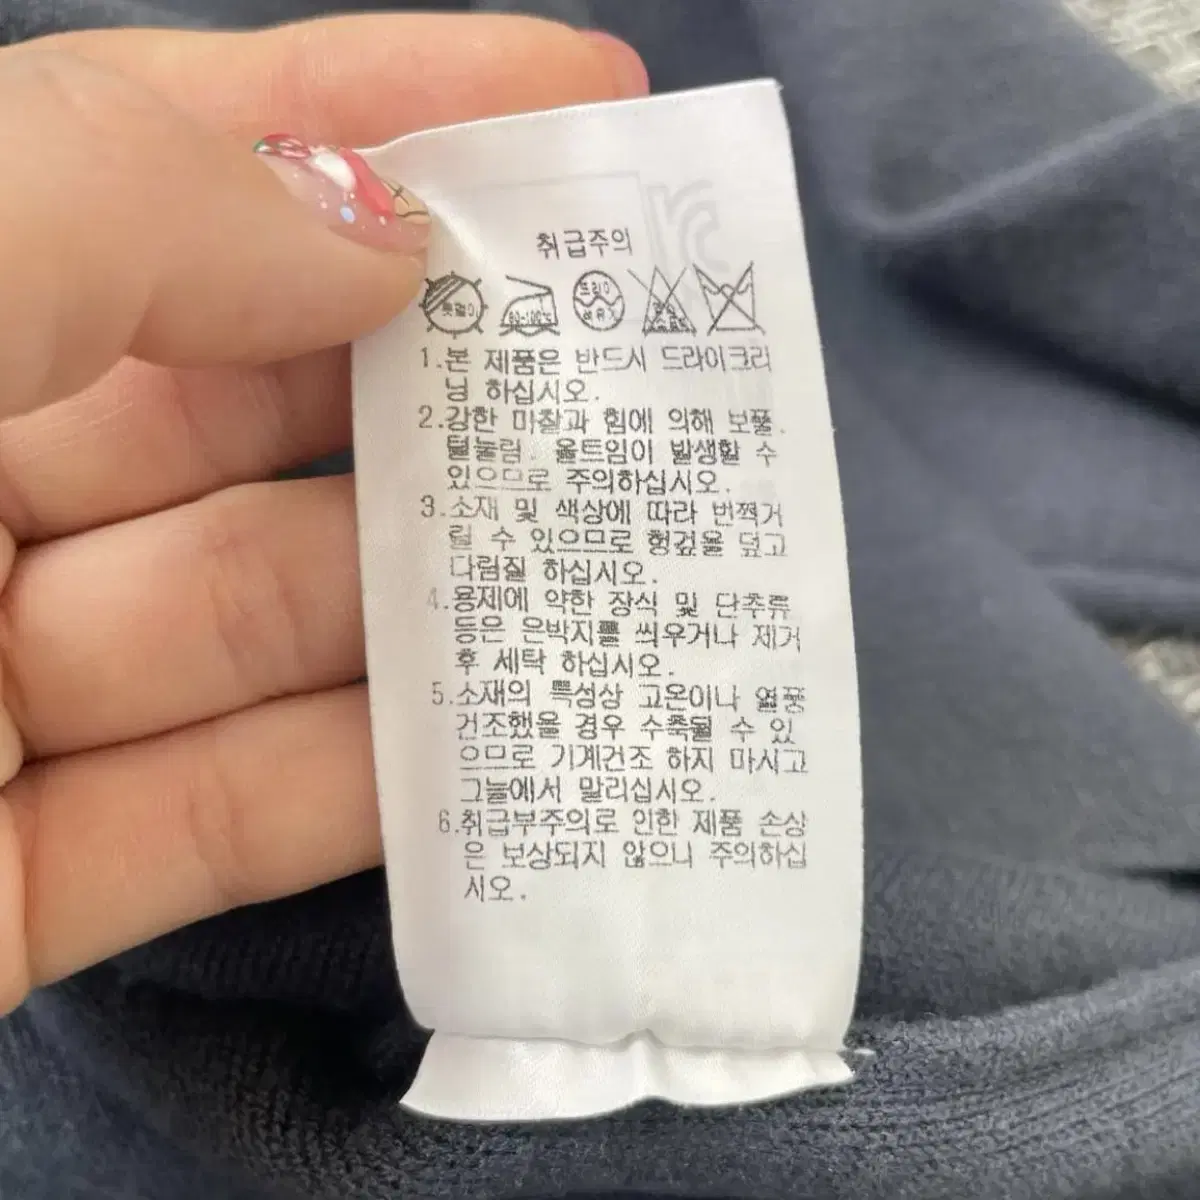 취급주의
옷걸이 80-100℃ 드라이
1.본 제품은 반드시 드라이크리
닝 하십시오.
2.강한 마찰과 힘에 의해 보풀.
털눌림 올트임이 발생할 수
있으므로 주의하십시오.
3.소재 및 색상에 따라 번쩍거
릴 수 있으므로 헝겊을 덮고
다림질 하십시오.
4.용제에 약한 장식 및 단추류
등은 은박지를 씌우거나 제거
후 세탁 하십시오.
5.소재의 특성상 고온이나 열풍
건조했을 경우 수축될 수 있
으므로 기계건조 하지 마시고
그늘에서 말리십시오.
6.취급부주의로 인한 제품 손상
은 보상되지 않으니 주의하십
시오.